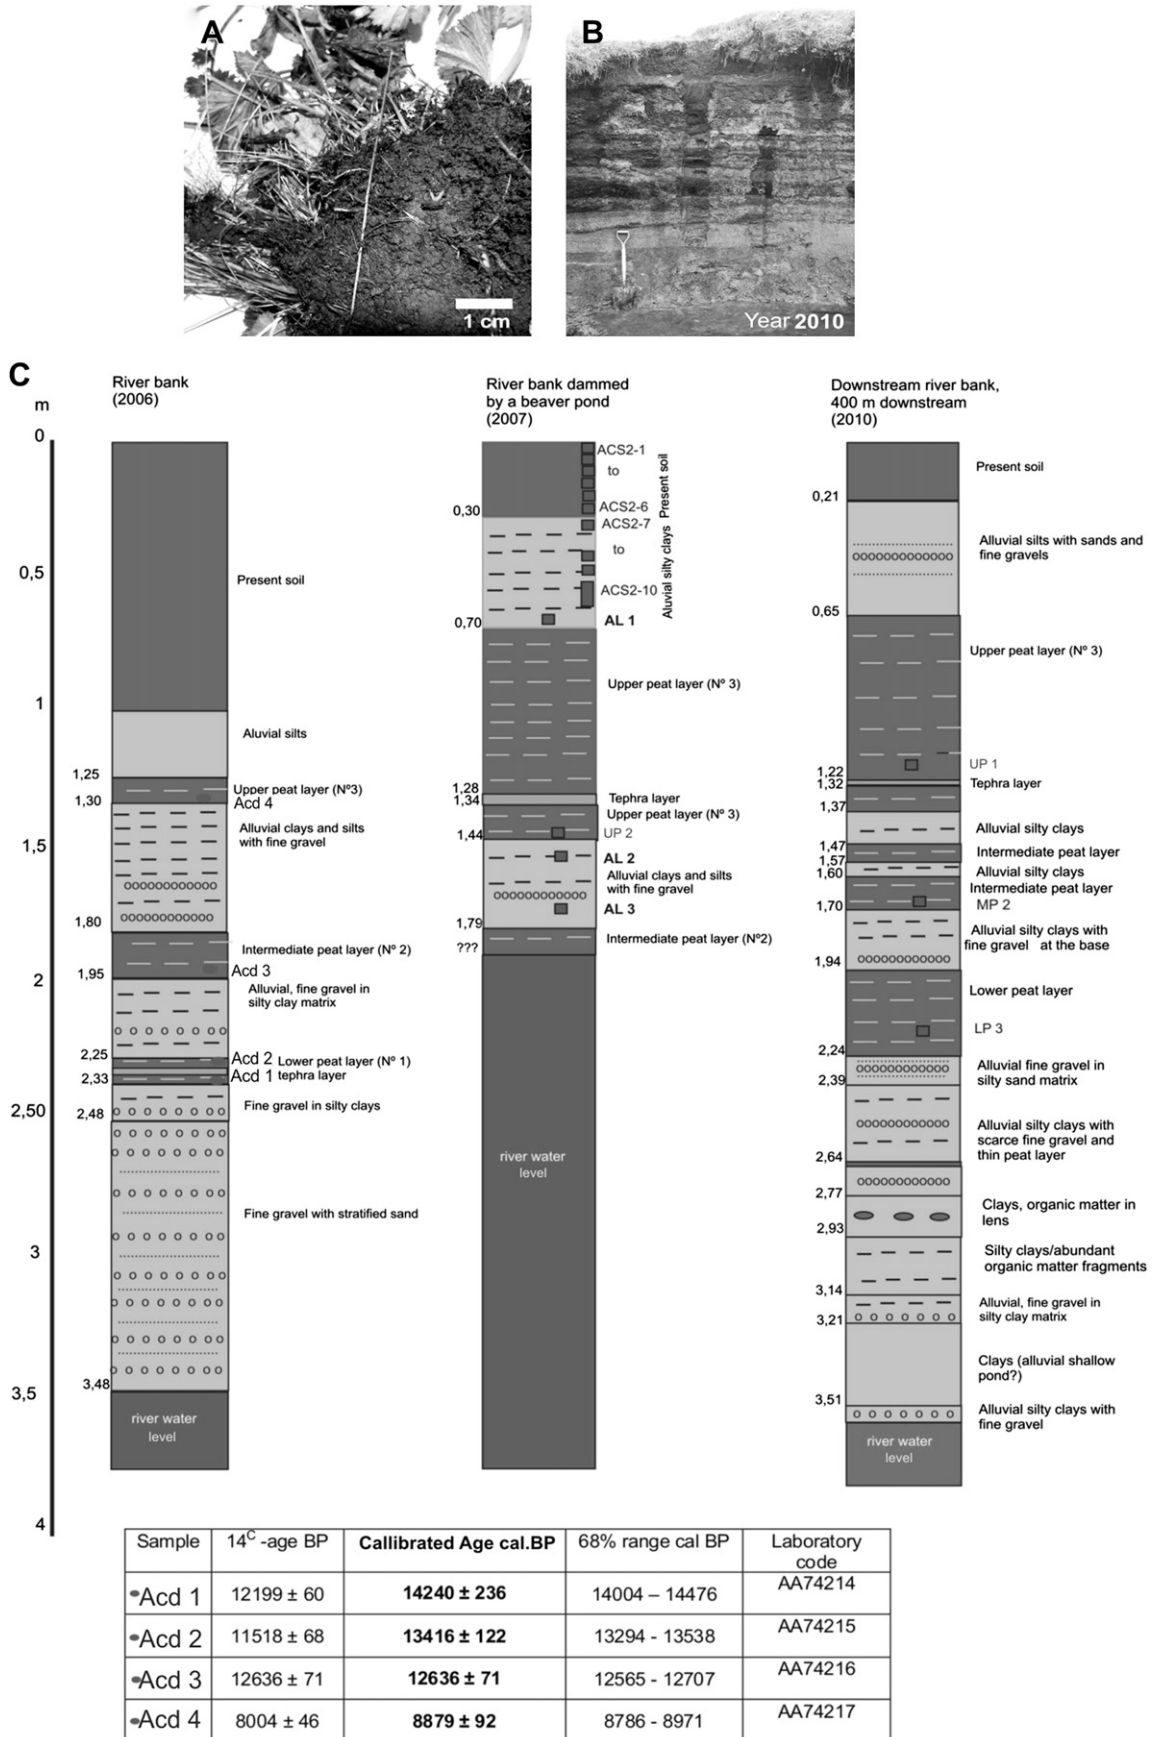 A
1 cm
B
Year 2010
C
m
0
0,5
1
1,5
2
2,50
3
3,5
4
River bank
(2006)
Present soil
Aluvial silts
1,25
Upper peat layer (Nº3)
1,30
Acd 4
Alluvial clays and silts
with fine gravel
1,80
Intermediate peat layer (Nº 2)
1,95
Acd 3
Alluvial, fine gravel in
silty clay matrix
2,25
Acd 2 Lower peat layer (Nº 1)
2,33
Acd 1 tephra layer
2,48
Fine gravel in silty clays
Fine gravel with stratified sand
3,48
river water
level
River bank dammed
by a beaver pond
(2007)
ACS2-1
to
ACS2-6
0,30
ACS2-7
to
ACS2-10
Present soil
Aluvial silty clays
0,70
AL 1
Upper peat layer (Nº 3)
1,28
1,34
Tephra layer
Upper peat layer (Nº 3)
1,44
UP 2
AL 2
Alluvial clays and silts
with fine gravel
AL 3
1,79
Intermediate peat layer (Nº2)
???
river water
level
Downstream river bank,
400 m downstream
(2010)
Present soil
0,21
Alluvial silts with sands and
fine gravels
0,65
Upper peat layer (Nº 3)
UP 1
1,22
1,32
Tephra layer
1,37
Alluvial silty clays
1,47
Intermediate peat layer
1,57
Alluvial silty clays
1,60
Intermediate peat layer
MP 2
1,70
Alluvial silty clays with
fine gravel at the base
1,94
Lower peat layer
LP 3
2,24
Alluvial fine gravel in
silty sand matrix
2,39
Alluvial silty clays with
scarce fine gravel and
thin peat layer
2,64
2,77
Clays, organic matter in
lens
2,93
Silty clays/abundant
organic matter fragments
3,14
Alluvial, fine gravel in
silty clay matrix
3,21
Clays (alluvial shallow
pond?)
3,51
Alluvial silty clays with
fine gravel
river water
level
Sample 14C -age BP Callibrated Age cal.BP 68% range cal BP Laboratory
code
Acd 1 12199 ± 60 14240 ± 236 14004 – 14476 AA74214
Acd 2 11518 ± 68 13416 ± 122 13294 - 13538 AA74215
Acd 3 12636 ± 71 12636 ± 71 12565 - 12707 AA74216
Acd 4 8004 ± 46 8879 ± 92 8786 - 8971 AA74217